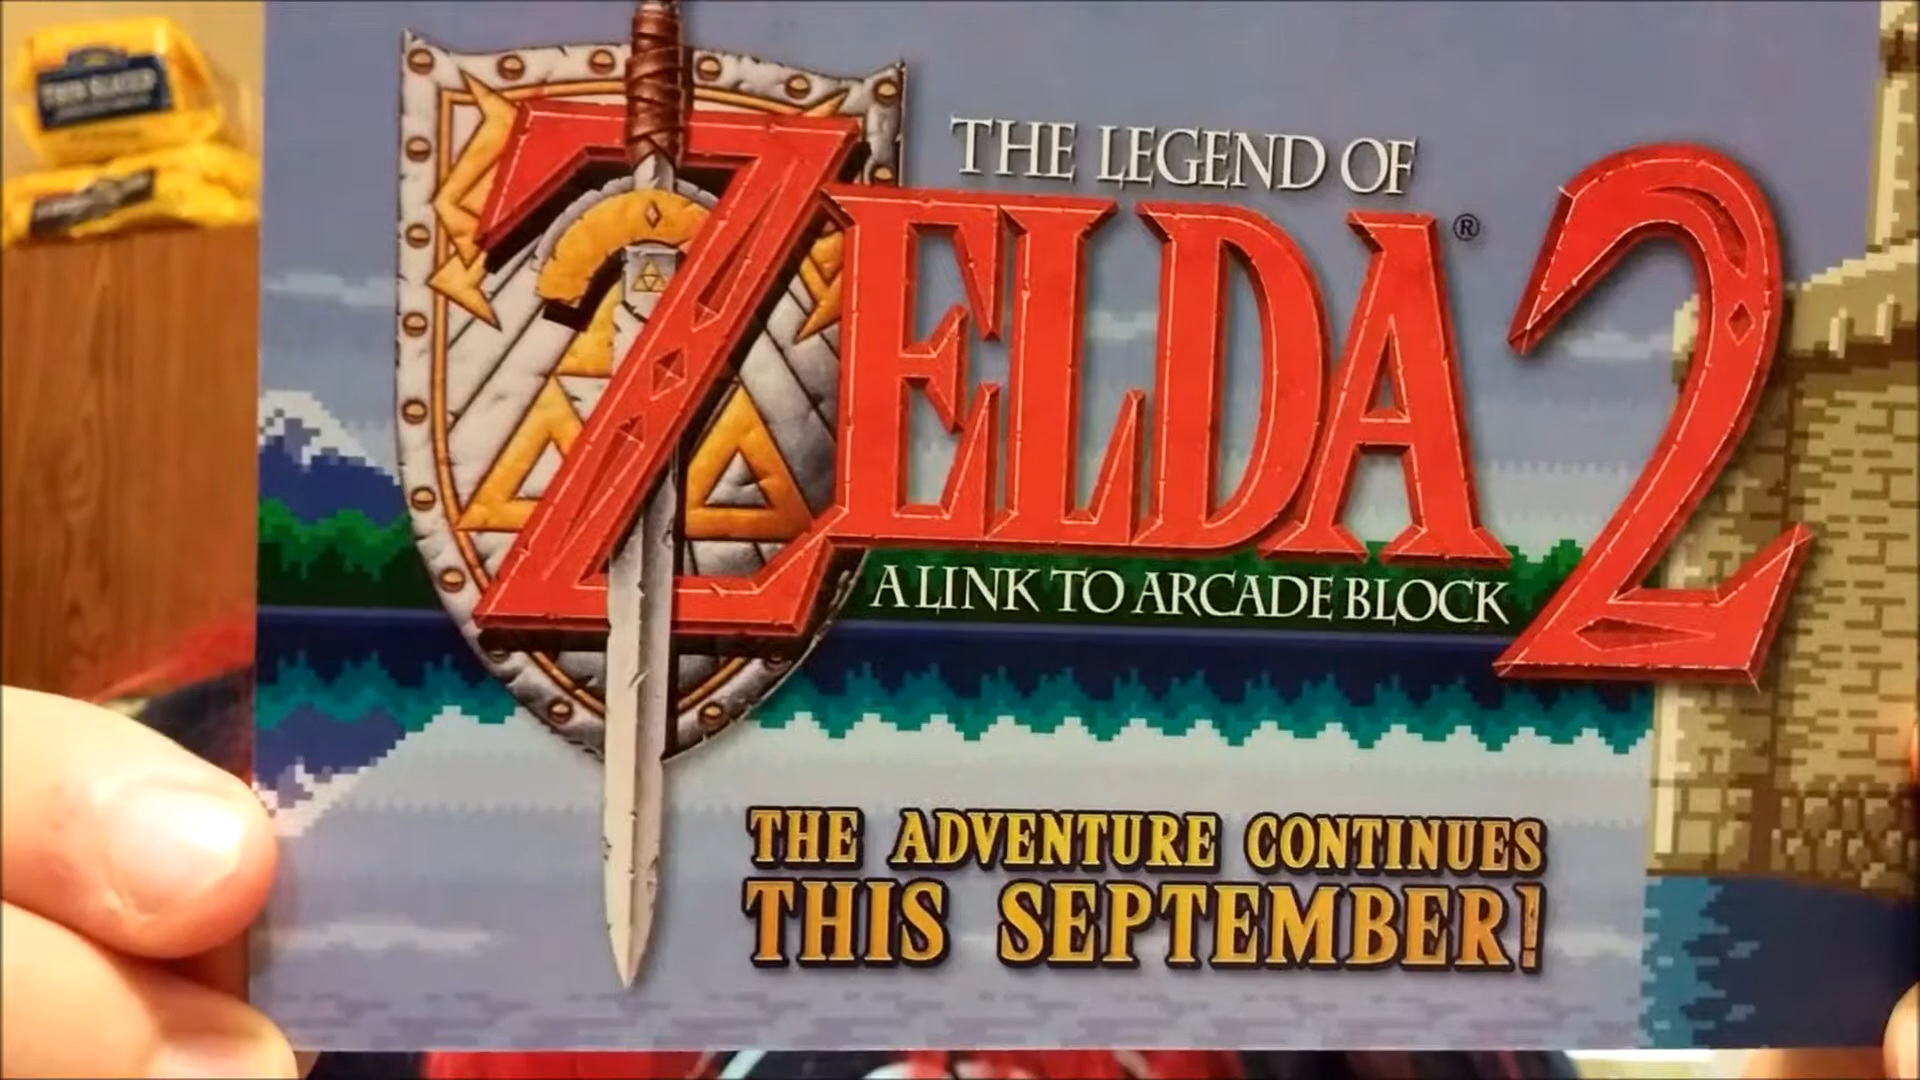 THE LEGEND OF
ZELDA® 2
A LINK TO ARCADE BLOCK
THE ADVENTURE CONTINUES
THIS SEPTEMBER!